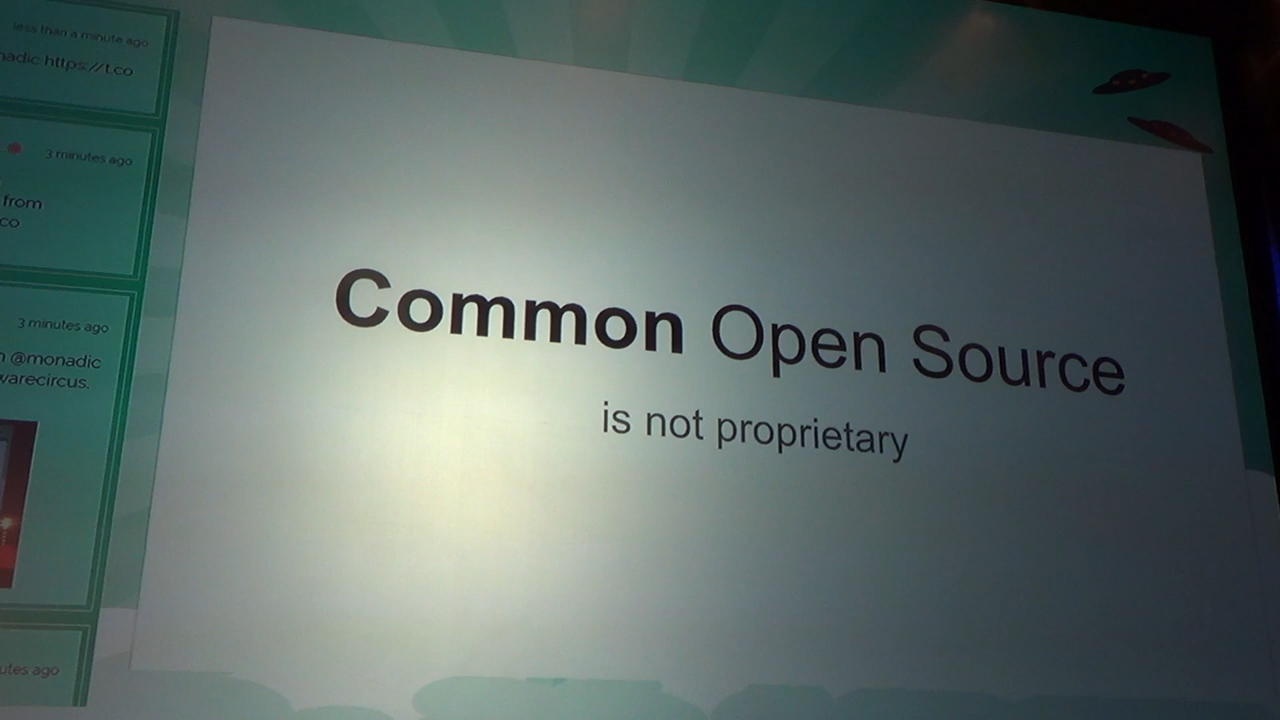 less than a minute ago
nadic https://t.co
3 minutes ago
from
co
3 minutes ago
@monadic
warecircus.
utes ago
Common Open Source
is not proprietary